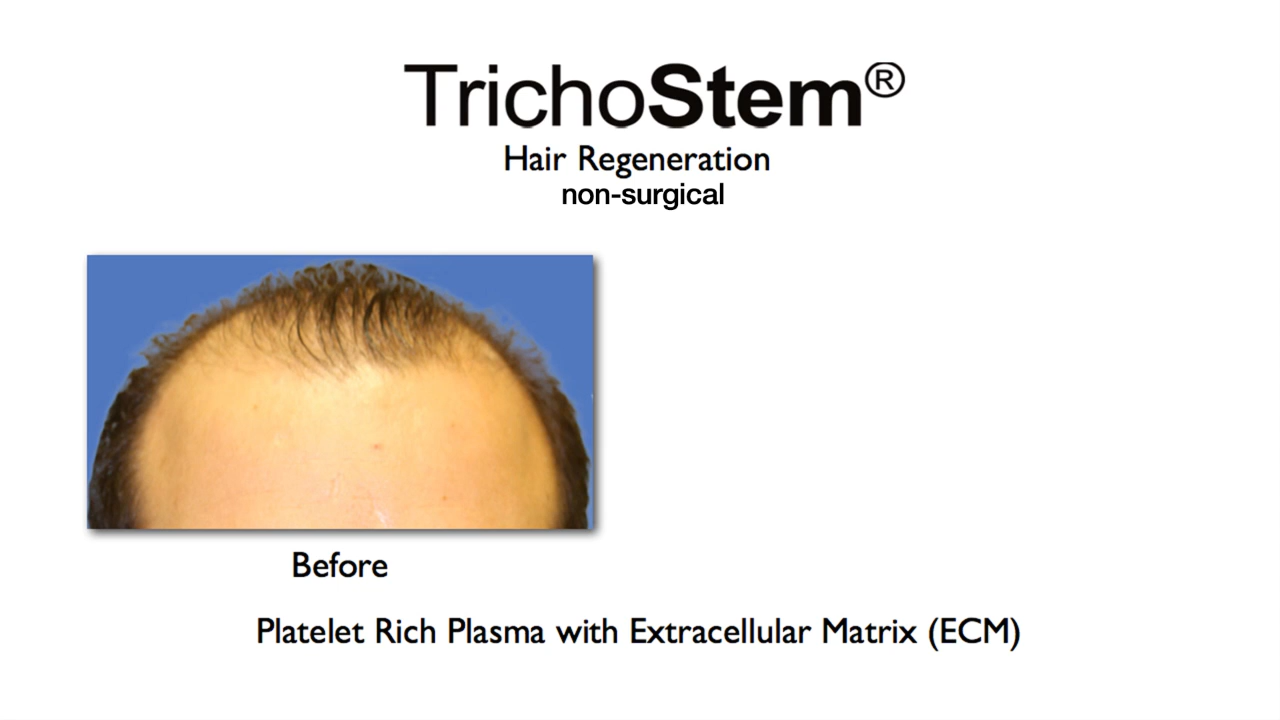 TrichoStem®
Hair Regeneration
non-surgical
Before
Platelet Rich Plasma with Extracellular Matrix (ECM)